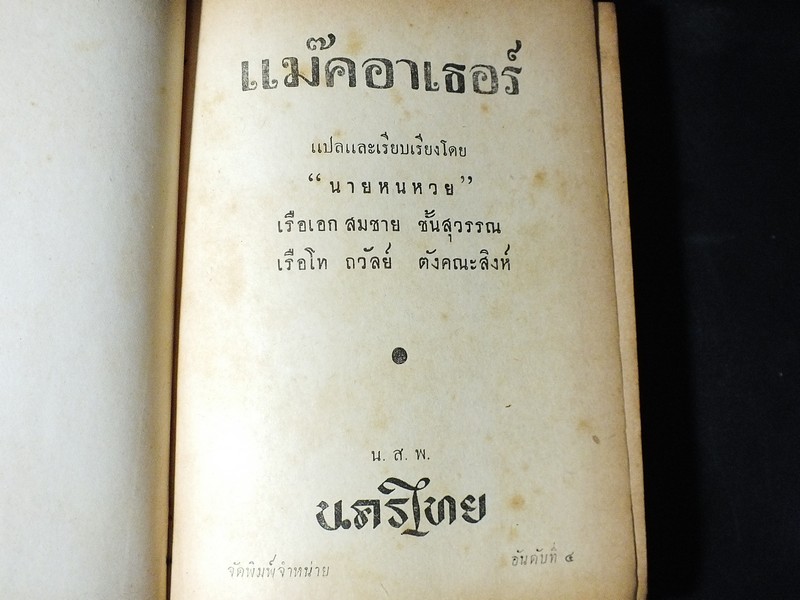 แม๊คอาเธอร์
แปลและเรียบเรียงโดย
“นายหนหวย”
เรือเอก สมชาย ชั้นสุวรรณ
เรือโท ถวัลย์ ตังคณะสิงห์
น. ส. พ.
นครไทย
จัดพิมพ์จำหน่าย
อันดับที่ ๔